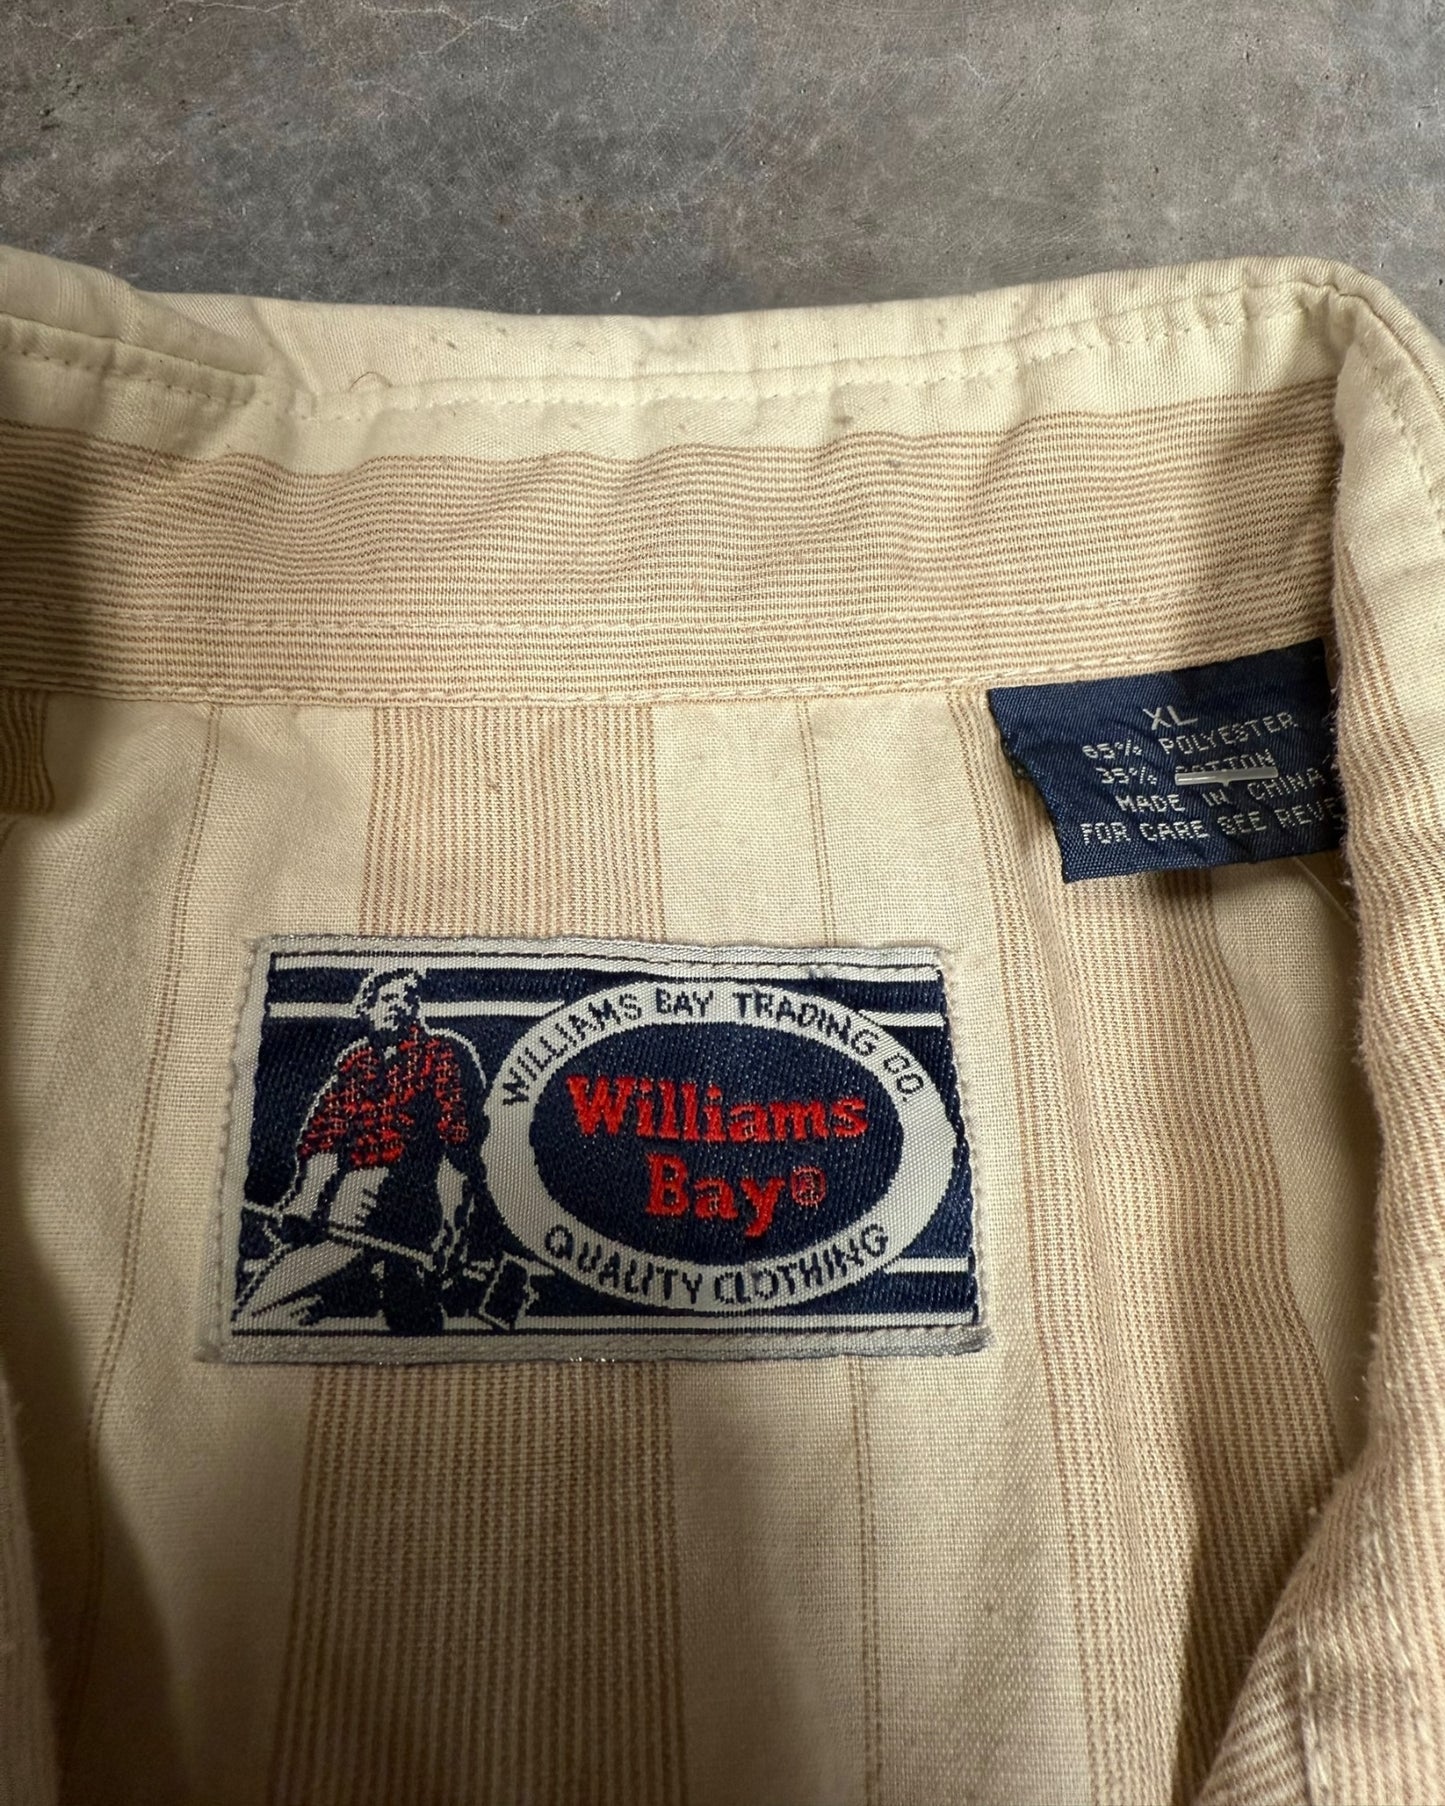 XL
65% POLYESTER
35% COTTON
MADE IN CHINA
FOR CARE SEE REVE
WILLIAMS BAY TRADING CO.
Williams
Bay®
QUALITY CLOTHING